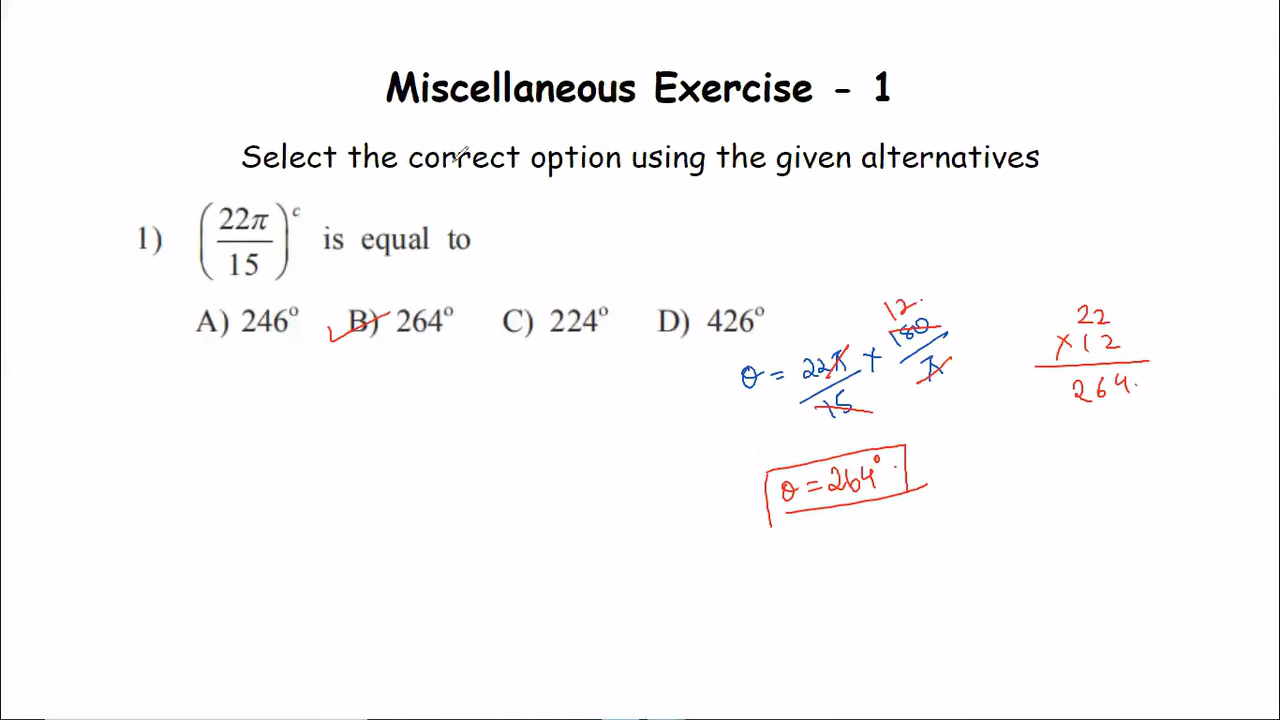 Miscellaneous Exercise - 1
Select the correct option using the given alternatives
1) (22π/15)ᶜ is equal to
A) 246° B) 264° C) 224° D) 426°
θ = 22π/15 × 180/π
12
22
×12
264
θ = 264°